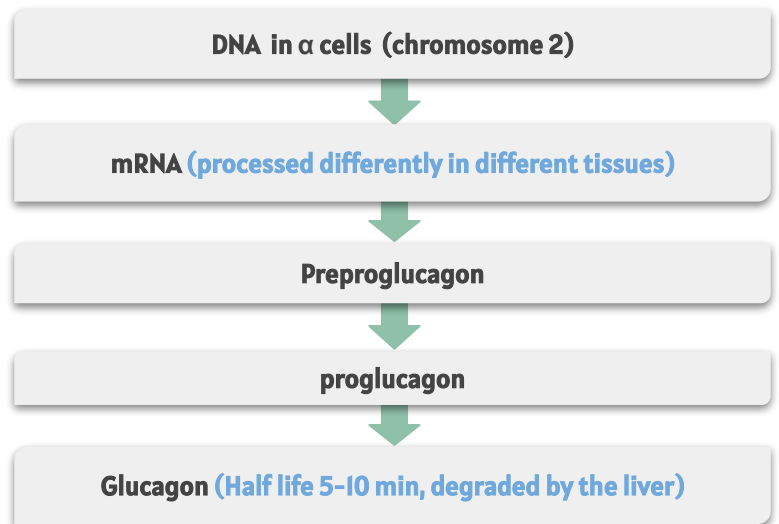 DNA in α cells (chromosome 2)
mRNA (processed differently in different tissues)
Preproglucagon
proglucagon
Glucagon (Half life 5-10 min, degraded by the liver)